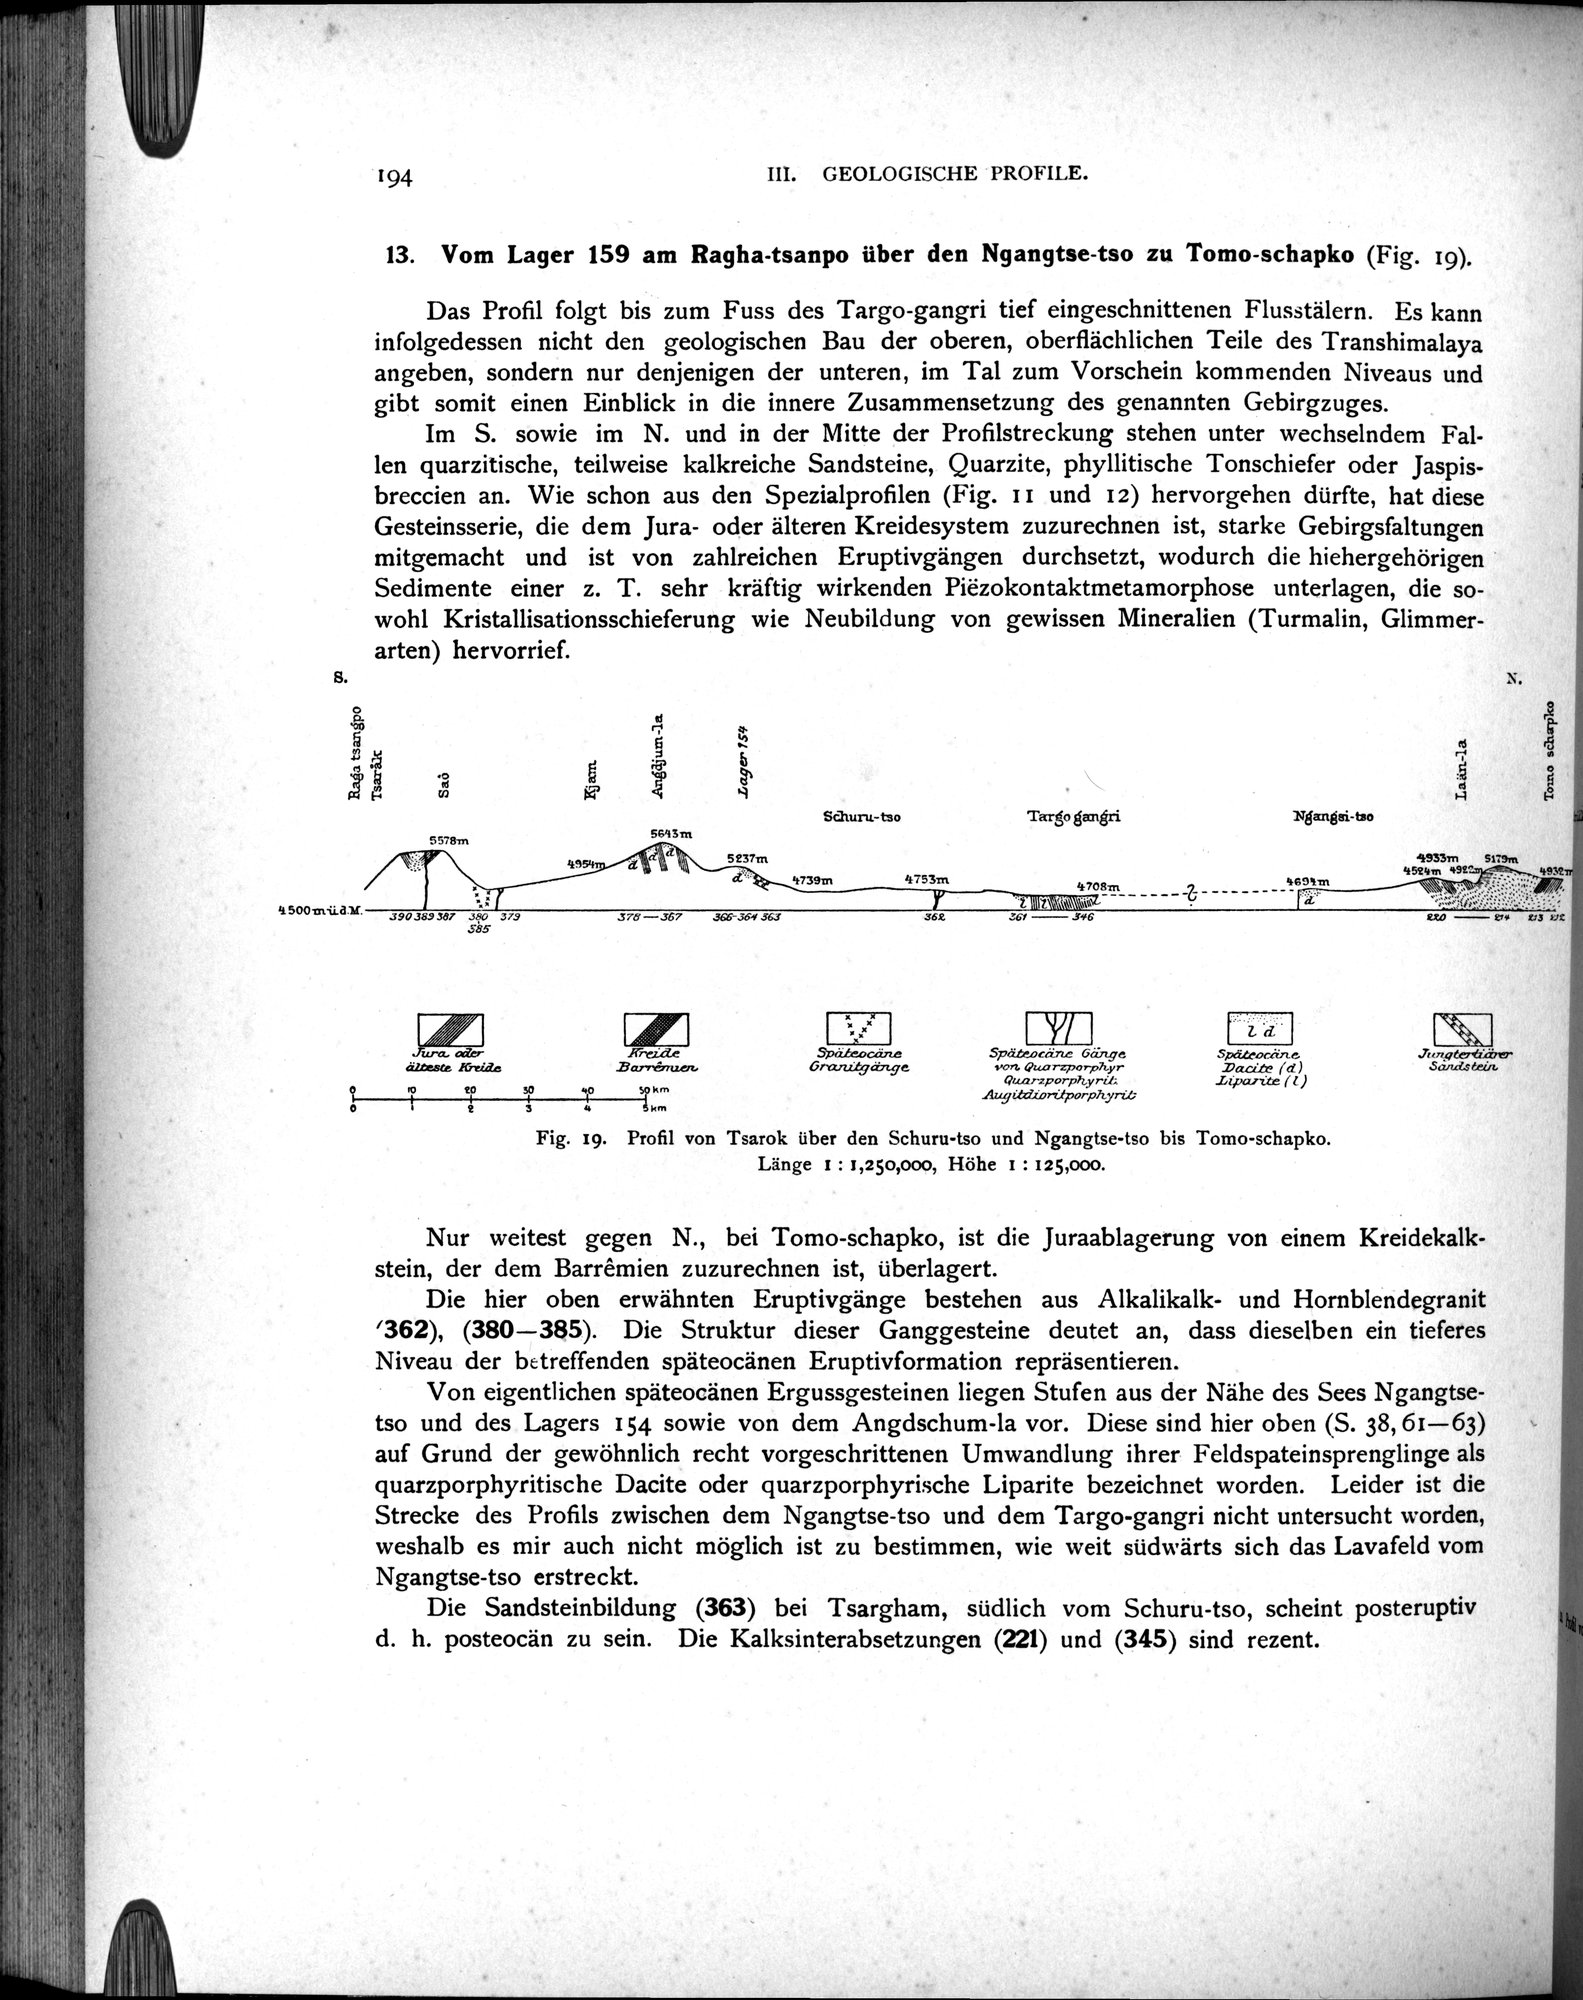 194
III. GEOLOGISCHE PROFILE.
13. Vom Lager 159 am Ragha-tsanpo über den Ngangtse-tso zu Tomo-schapko (Fig. 19).
Das Profil folgt bis zum Fuss des Targo-gangri tief eingeschnittenen Flusstälern. Es kann
infolgedessen nicht den geologischen Bau der oberen, oberflächlichen Teile des Transhimalaya
angeben, sondern nur denjenigen der unteren, im Tal zum Vorschein kommenden Niveaus und
gibt somit einen Einblick in die innere Zusammensetzung des genannten Gebirgzuges.
Im S. sowie im N. und in der Mitte der Profilstreckung stehen unter wechselndem Fal-
len quarzitische, teilweise kalkreiche Sandsteine, Quarzite, phyllitische Tonschiefer oder Jaspis-
breccien an. Wie schon aus den Spezialprofilen (Fig. 11 und 12) hervorgehen dürfte, hat diese
Gesteinsserie, die dem Jura- oder älteren Kreidesystem zuzurechnen ist, starke Gebirgsfaltungen
mitgemacht und ist von zahlreichen Eruptivgängen durchsetzt, wodurch die hiehergehörigen
Sedimente einer z. T. sehr kräftig wirkenden Piëzokontaktmetamorphose unterlagen, die so-
wohl Kristallisationsschieferung wie Neubildung von gewissen Mineralien (Turmalin, Glimmer-
arten) hervorrief.
S.
N.
Raga tsangpo
Tsaråk
Saò
Kjam
Angdjum-la
Lager 154
Laän-la
Tomo schapko
Schuru-tso
Targo gangri
Ngangsi-tso
5578m
4954m
5643m
5237m
4739m
4753m
4708m
4694m
4933m
4524m
4922m
5179m
4932m
d d d
d
l l l
?
d
4500m ü.d.M.
390 389 387 380 379
385
378 — 367
366-364 363
362
361 — 346
220 — 214
213 212
l d
Jura oder
älteste Kreide
Kreide
Barrêmien
Späteocäne
Granitgänge
Späteocäne Gänge
von Quarzporphyr
Quarzporphyrit
Augitdioritporphyrit
Späteocäne
Dacite (d)
Liparite (l)
Jungtertiärer
Sandstein
0 10 20 30 40 50 km
0 1 2 3 4 5 km
Fig. 19. Profil von Tsarok über den Schuru-tso und Ngangtse-tso bis Tomo-schapko.
Länge 1 : 1,250,000, Höhe 1 : 125,000.
Nur weitest gegen N., bei Tomo-schapko, ist die Juraablagerung von einem Kreidekalk-
stein, der dem Barrêmien zuzurechnen ist, überlagert.
Die hier oben erwähnten Eruptivgänge bestehen aus Alkalikalk- und Hornblendegranit
(362), (380—385). Die Struktur dieser Ganggesteine deutet an, dass dieselben ein tieferes
Niveau der betreffenden späteocänen Eruptivformation repräsentieren.
Von eigentlichen späteocänen Ergussgesteinen liegen Stufen aus der Nähe des Sees Ngangtse-
tso und des Lagers 154 sowie von dem Angdschum-la vor. Diese sind hier oben (S. 38, 61—63)
auf Grund der gewöhnlich recht vorgeschrittenen Umwandlung ihrer Feldspateinsprenglinge als
quarzporphyritische Dacite oder quarzporphyrische Liparite bezeichnet worden. Leider ist die
Strecke des Profils zwischen dem Ngangtse-tso und dem Targo-gangri nicht untersucht worden,
weshalb es mir auch nicht möglich ist zu bestimmen, wie weit südwärts sich das Lavafeld vom
Ngangtse-tso erstreckt.
Die Sandsteinbildung (363) bei Tsargham, südlich vom Schuru-tso, scheint posteruptiv
d. h. posteocän zu sein. Die Kalksinterabsetzungen (221) und (345) sind rezent.